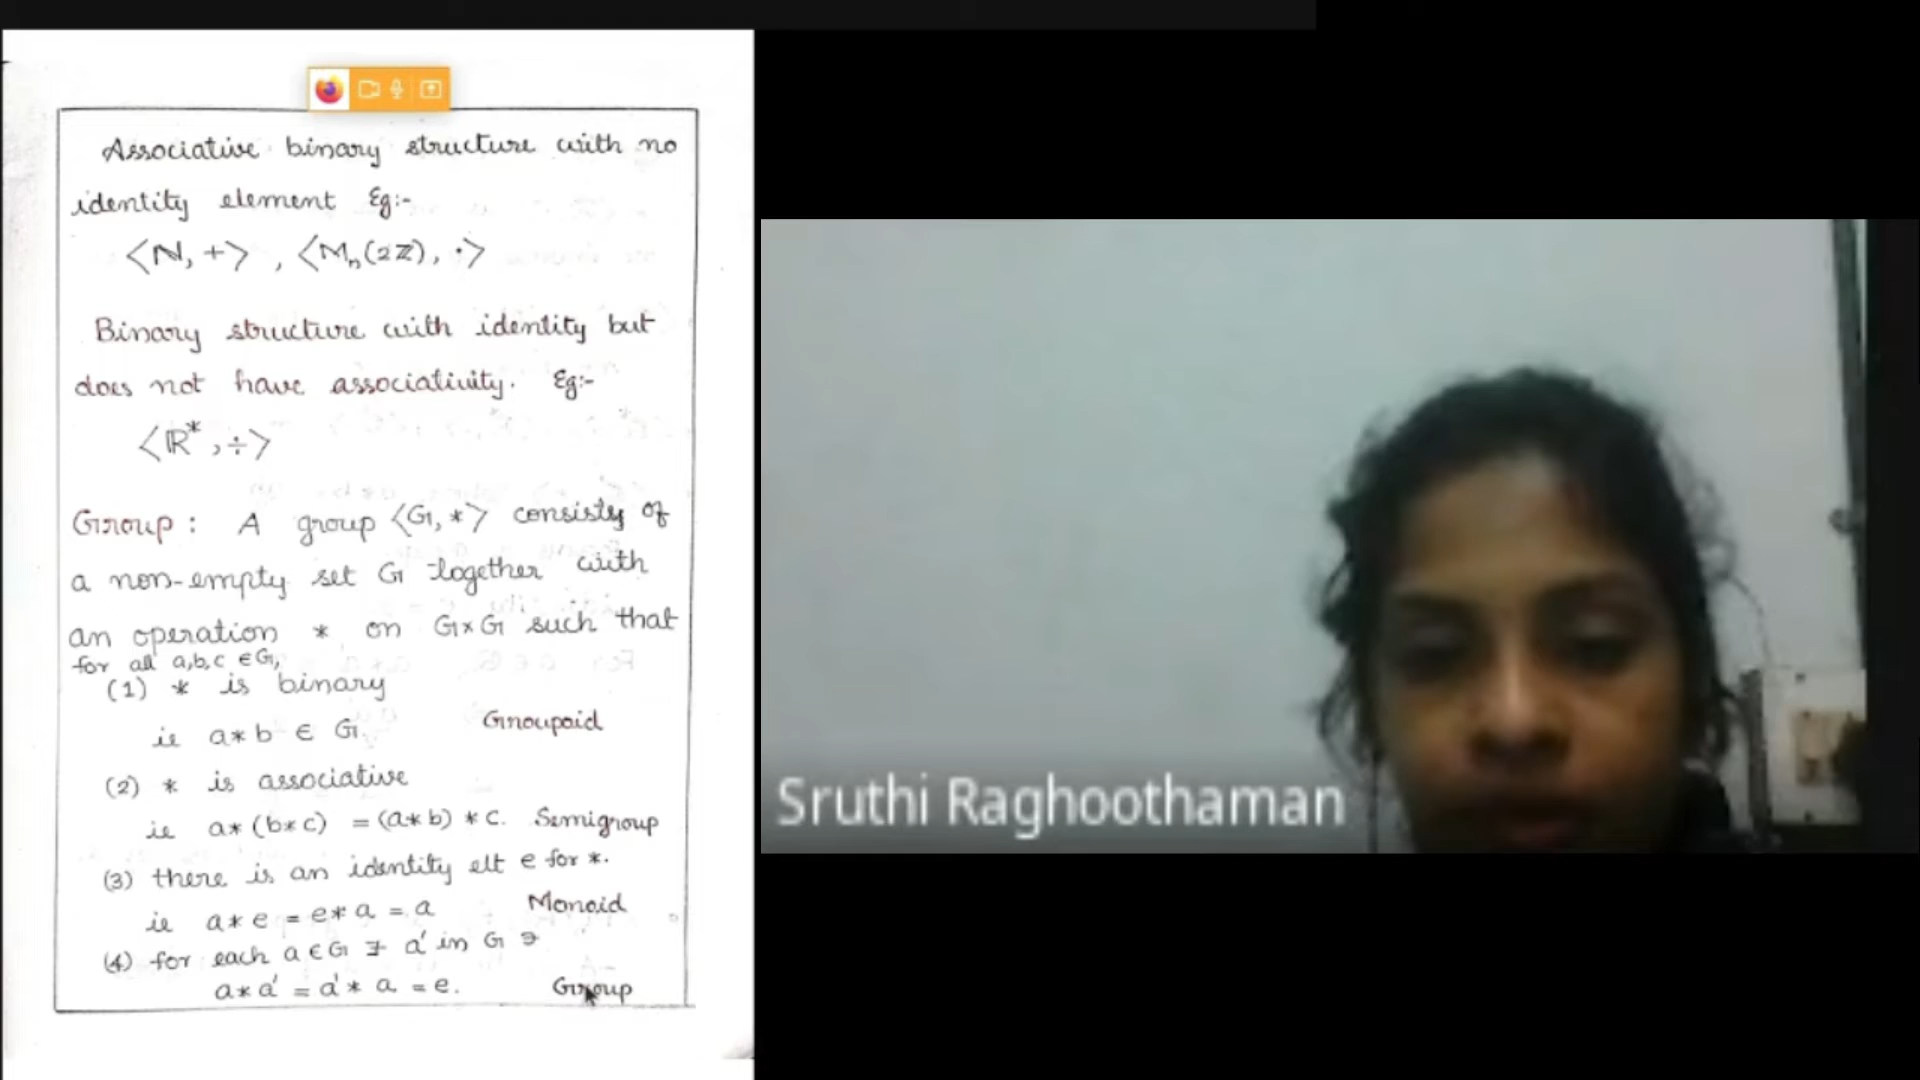 Associative binary structure with no
identity element Eg:-
⟨ℕ, +⟩ , ⟨Mₙ(2ℤ), ·⟩
Binary structure with identity but
does not have associativity. Eg:-
⟨ℝ*, ÷⟩
Group : A group ⟨G, *⟩ consists of
a non-empty set G together with
an operation * on G×G such that
for all a,b,c ∈ G,
(1) * is binary
ie a * b ∈ G. Groupoid
(2) * is associative
ie a * (b * c) = (a * b) * c. Semigroup
(3) there is an identity elt e for *.
ie a * e = e * a = a Monoid
(4) for each a ∈ G ∃ a' in G ∋
a * a' = a' * a = e. Group
Sruthi Raghoothaman